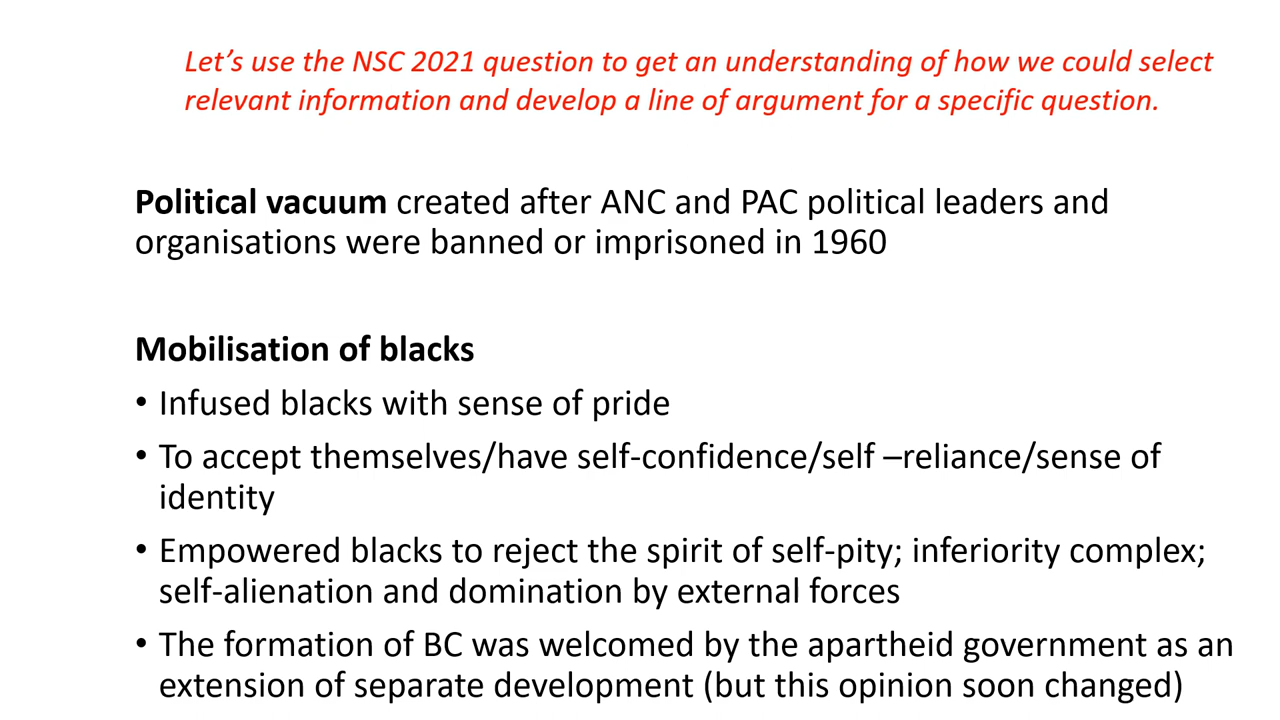 Let’s use the NSC 2021 question to get an understanding of how we could select
relevant information and develop a line of argument for a specific question.
Political vacuum created after ANC and PAC political leaders and
organisations were banned or imprisoned in 1960
Mobilisation of blacks
• Infused blacks with sense of pride
• To accept themselves/have self-confidence/self –reliance/sense of
identity
• Empowered blacks to reject the spirit of self-pity; inferiority complex;
self-alienation and domination by external forces
• The formation of BC was welcomed by the apartheid government as an
extension of separate development (but this opinion soon changed)